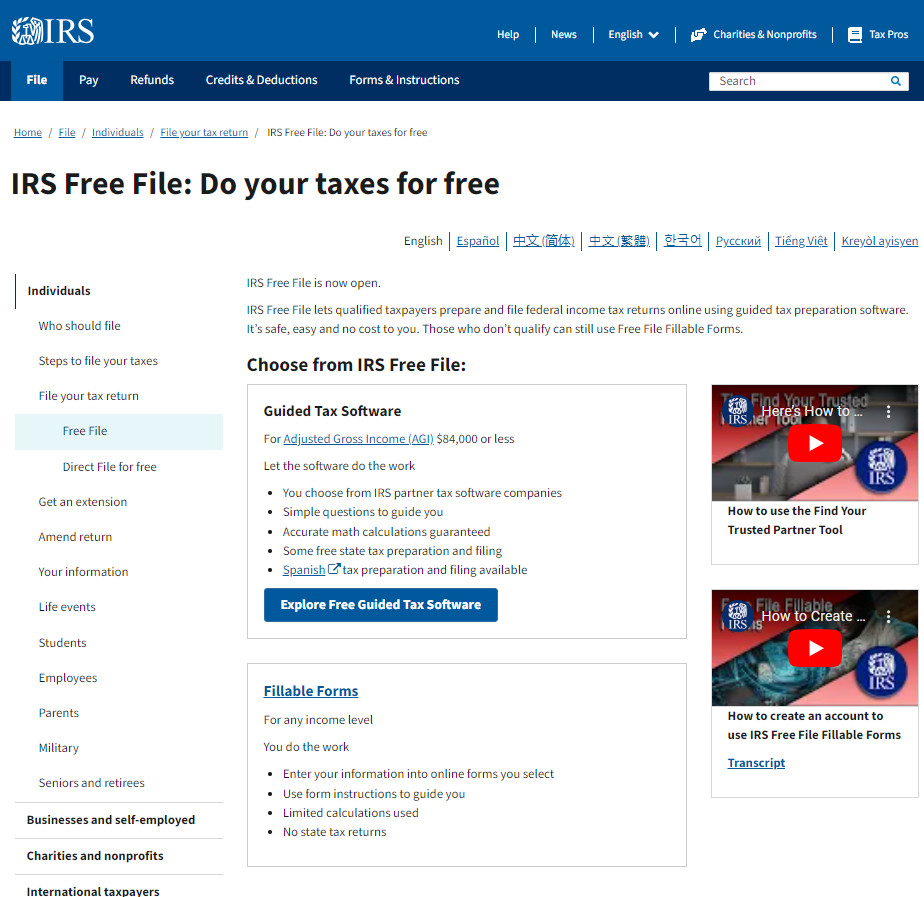 IRS
Help
News
English
Charities & Nonprofits
Tax Pros
File
Pay
Refunds
Credits & Deductions
Forms & Instructions
Search
Home / File / Individuals / File your tax return / IRS Free File: Do your taxes for free
IRS Free File: Do your taxes for free
English
Español
中文 (简体)
中文 (繁體)
한국어
Русский
Tiếng Việt
Kreyòl ayisyen
Individuals
Who should file
Steps to file your taxes
File your tax return
Free File
Direct File for free
Get an extension
Amend return
Your information
Life events
Students
Employees
Parents
Military
Seniors and retirees
Businesses and self-employed
Charities and nonprofits
International taxpayers
IRS Free File is now open.
IRS Free File lets qualified taxpayers prepare and file federal income tax returns online using guided tax preparation software.
It's safe, easy and no cost to you. Those who don't qualify can still use Free File Fillable Forms.
Choose from IRS Free File:
Guided Tax Software
For Adjusted Gross Income (AGI) $84,000 or less
Let the software do the work
You choose from IRS partner tax software companies
Simple questions to guide you
Accurate math calculations guaranteed
Some free state tax preparation and filing
Spanish tax preparation and filing available
Explore Free Guided Tax Software
Fillable Forms
For any income level
You do the work
Enter your information into online forms you select
Use form instructions to guide you
Limited calculations used
No state tax returns
Find Your Trusted
Here's How to ...
IRS
IRS
How to use the Find Your
Trusted Partner Tool
File Fillable
How to Create ...
IRS
IRS
How to create an account to
use IRS Free File Fillable Forms
Transcript